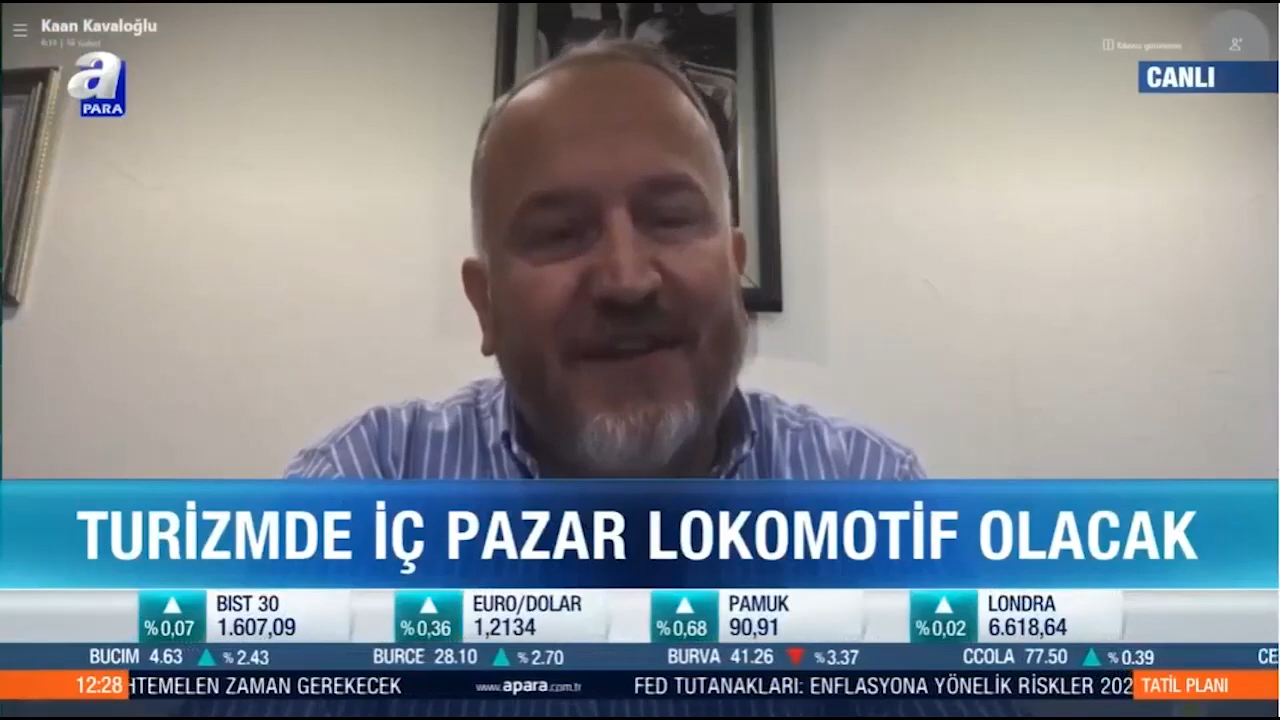 Kaan Kavaloğlu
a
PARA
CANLI
TURİZMDE İÇ PAZAR LOKOMOTİF OLACAK
%0,07 BIST 30 1.607,09
%0,36 EURO/DOLAR 1,2134
%0,68 PAMUK 90,91
%0,02 LONDRA 6.618,64
BUCIM 4.63 %2.43 BURCE 28.10 %2.70 BURVA 41.26 %3.37 CCOLA 77.50 %0.39 CE
12:28 HTEMELEN ZAMAN GEREKECEK www.apara.com.tr FED TUTANAKLARI: ENFLASYONA YÖNELİK RİSKLER 202 TATİL PLANI